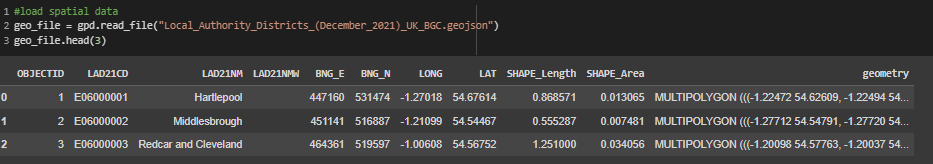 1 #load spatial data
2 geo_file = gpd.read_file("Local_Authority_Districts_(December_2021)_UK_BGC.geojson")
3 geo_file.head(3)
OBJECTID LAD21CD LAD21NM LAD21NMW BNG_E BNG_N LONG LAT SHAPE_Length SHAPE_Area geometry
0 1 E06000001 Hartlepool 447160 531474 -1.27018 54.67614 0.868571 0.013065 MULTIPOLYGON (((-1.22472 54.62609, -1.22494 54...
1 2 E06000002 Middlesbrough 451141 516887 -1.21099 54.54467 0.555287 0.007481 MULTIPOLYGON (((-1.27712 54.54791, -1.27720 54...
2 3 E06000003 Redcar and Cleveland 464361 519597 -1.00608 54.56752 1.251000 0.034056 MULTIPOLYGON (((-1.20098 54.57763, -1.20037 54...